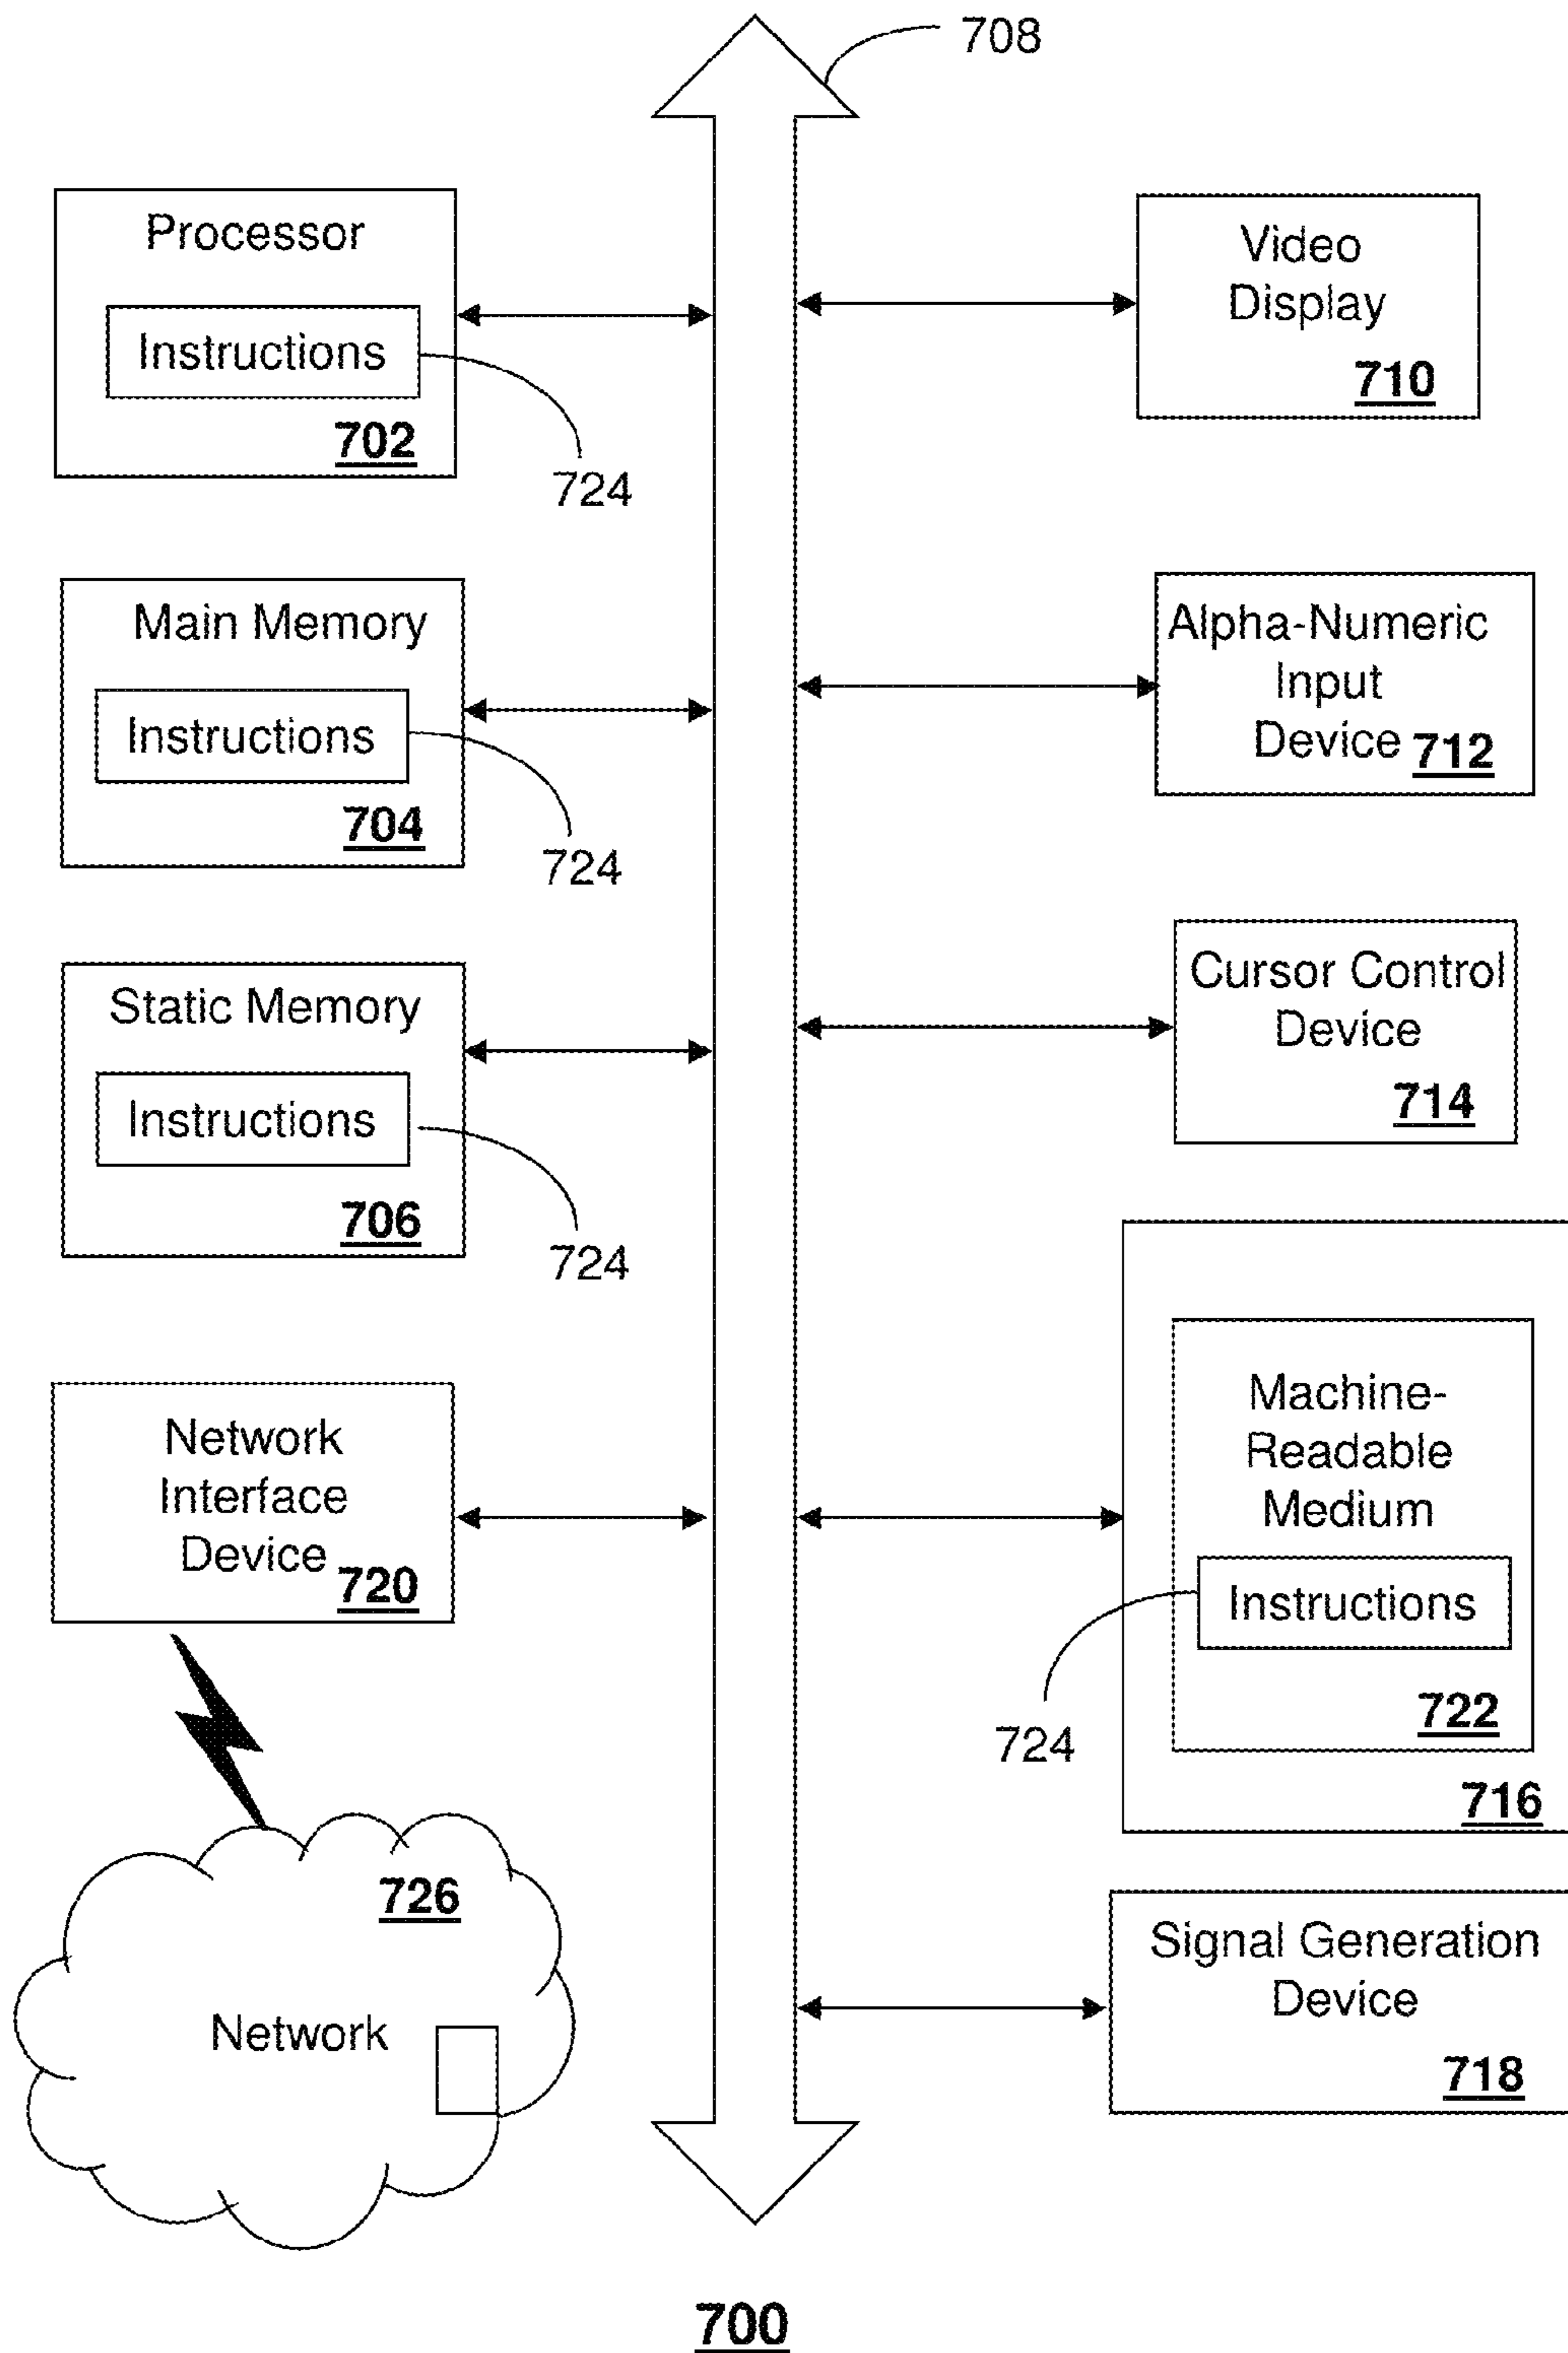 708
Processor
Instructions
702
724
Main Memory
Instructions
704
724
Static Memory
Instructions
706
724
Network
Interface
Device
720
726
Network
Video
Display
710
Alpha-Numeric
Input
Device
712
Cursor Control
Device
714
Machine-
Readable
Medium
Instructions
724
722
716
Signal Generation
Device
718
700